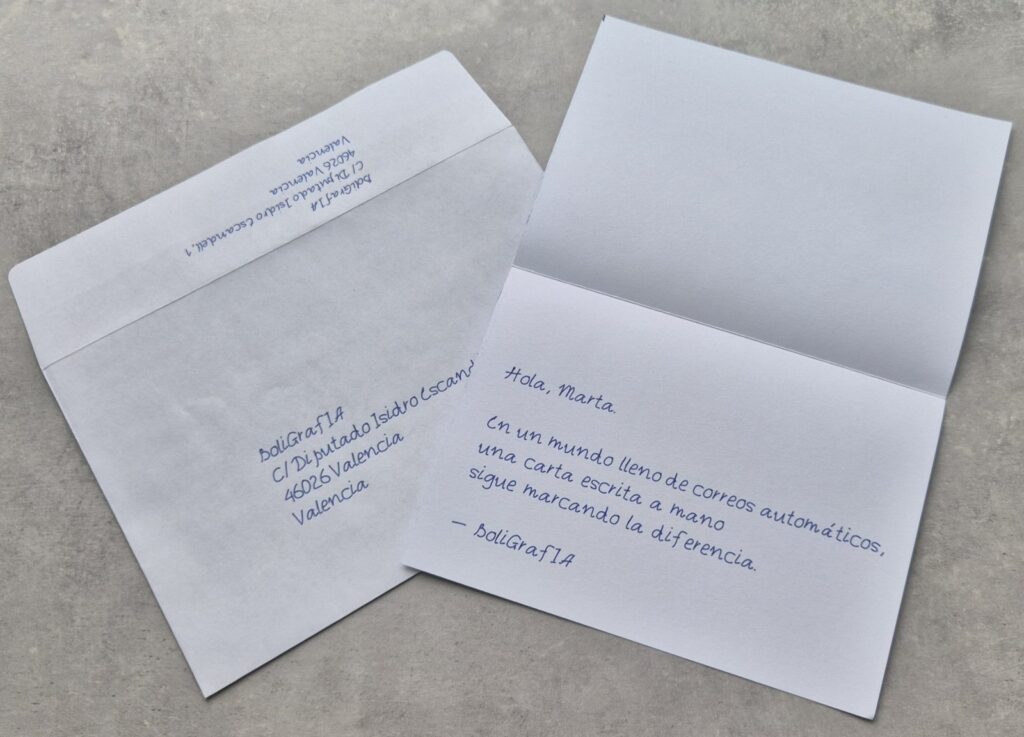 BoliGrafIA
C/ Diputado Isidro Escandell, 1
46026 Valencia
Valencia
BoliGrafIA
C/ Diputado Isidro
46026 Valencia
Valencia
Hola, Marta.
En un mundo lleno de correos automáticos,
una carta escrita a mano
sigue marcando la diferencia.
— BoliGrafIA